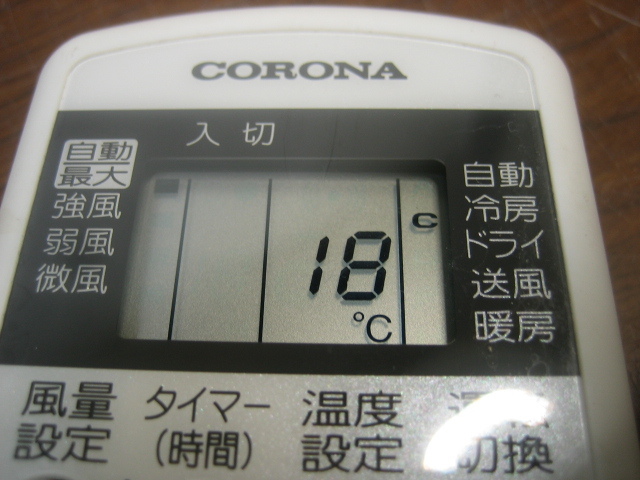 CORONA
入 切
自動
最大
強風
弱風
微風
C
18
℃
自動
冷房
ドライ
送風
暖房
風量
設定
タイマー
(時間)
温度
設定
切換